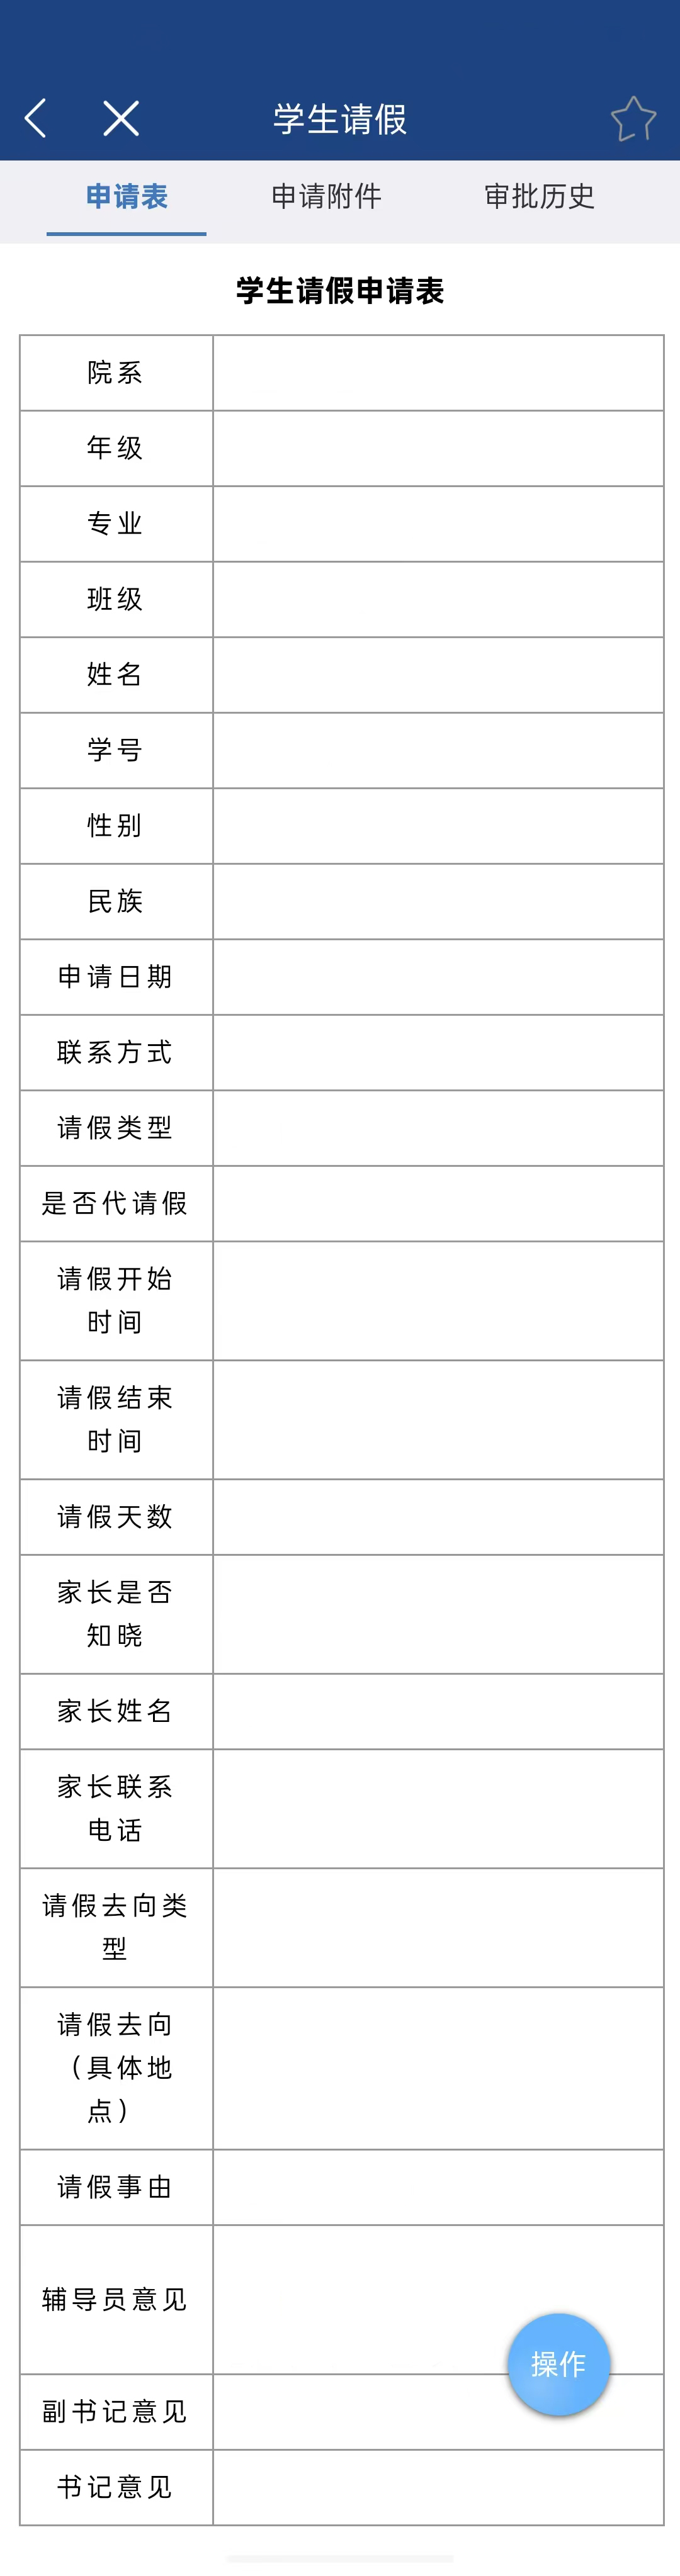 学生请假
申请表 申请附件 审批历史
学生请假申请表
院系
年级
专业
班级
姓名
学号
性别
民族
申请日期
联系方式
请假类型
是否代请假
请假开始
时间
请假结束
时间
请假天数
家长是否
知晓
家长姓名
家长联系
电话
请假去向类
型
请假去向
（具体地
点）
请假事由
辅导员意见
操作
副书记意见
书记意见